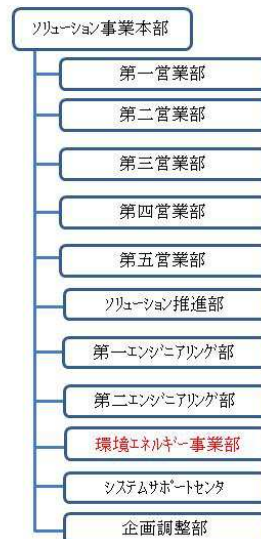 ソリューション事業本部
第一営業部
第二営業部
第三営業部
第四営業部
第五営業部
ソリューション推進部
第一エンジニアリング部
第二エンジニアリング部
環境エネルギー事業部
システムサポートセンタ
企画調整部